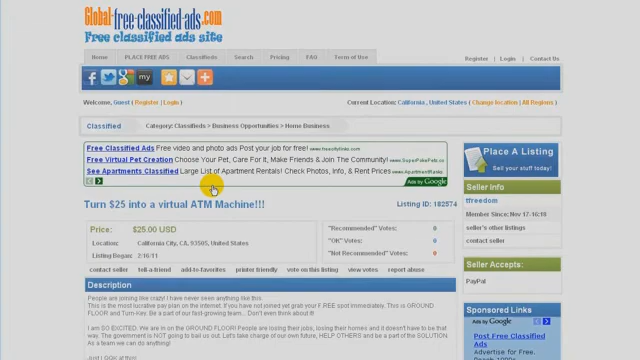 Global-free-classified-ads.com
Free classified ads site
Home PLACE FREE ADS Classifieds Search Pricing FAQ Term of Use
Register | Login | Contact Us
my
Welcome, Guest ( Register | Login )
Current Location: California, United States ( Change location | All Regions )
Classified Category: Classifieds > Business Opportunities > Home Business
Free Classified Ads Free video and photo ads Post your job for free! www.freecitylinks.com
Free Virtual Pet Creation Choose Your Pet, Care For It, Make Friends & Join The Community! www.SuperPokePets.co
See Apartments Classified Large List of Apartment Rentals! Check Photos, Info, & Rent Prices
Ads by Google
Turn $25 into a virtual ATM Machine!!!
Listing ID: 182574
Price: $25.00 USD
Location: California City, CA, 93505, United States
Listing Began: 2/16/11
"Recommended" Votes: 0
"OK" Votes: 0
"Not Recommended" Votes: 0
contact seller tell-a-friend add-to-favorites printer friendly vote on this listing view votes report abuse
Description
People are joining like crazy! I have never seen anything like this.
This is the most lucrative pay plan on the internet. If you have not joined yet grab your F.REE spot immediately. This is GROUND
FLOOR and Turn-Key. Be a part of our fast-growing team... Don't even think about it!
I am SO EXCITED. We are in on the GROUND FLOOR! People are losing their jobs, losing their homes and it doesn't have to be that
way. The government is NOT going to bail us out. Let's take charge of our own future, HELP OTHERS and be a part of the SOLUTION.
As a team we can do anything!
Just LOOK at this!
Place A Listing
Sell your stuff today!
Seller Info
tfreedom
Member Since: Nov 17-16:18
seller's other listings
contact seller
Seller Accepts:
PayPal
Sponsored Links
Ads by Google
Post Free Classified
Ads
Advertise for Free.